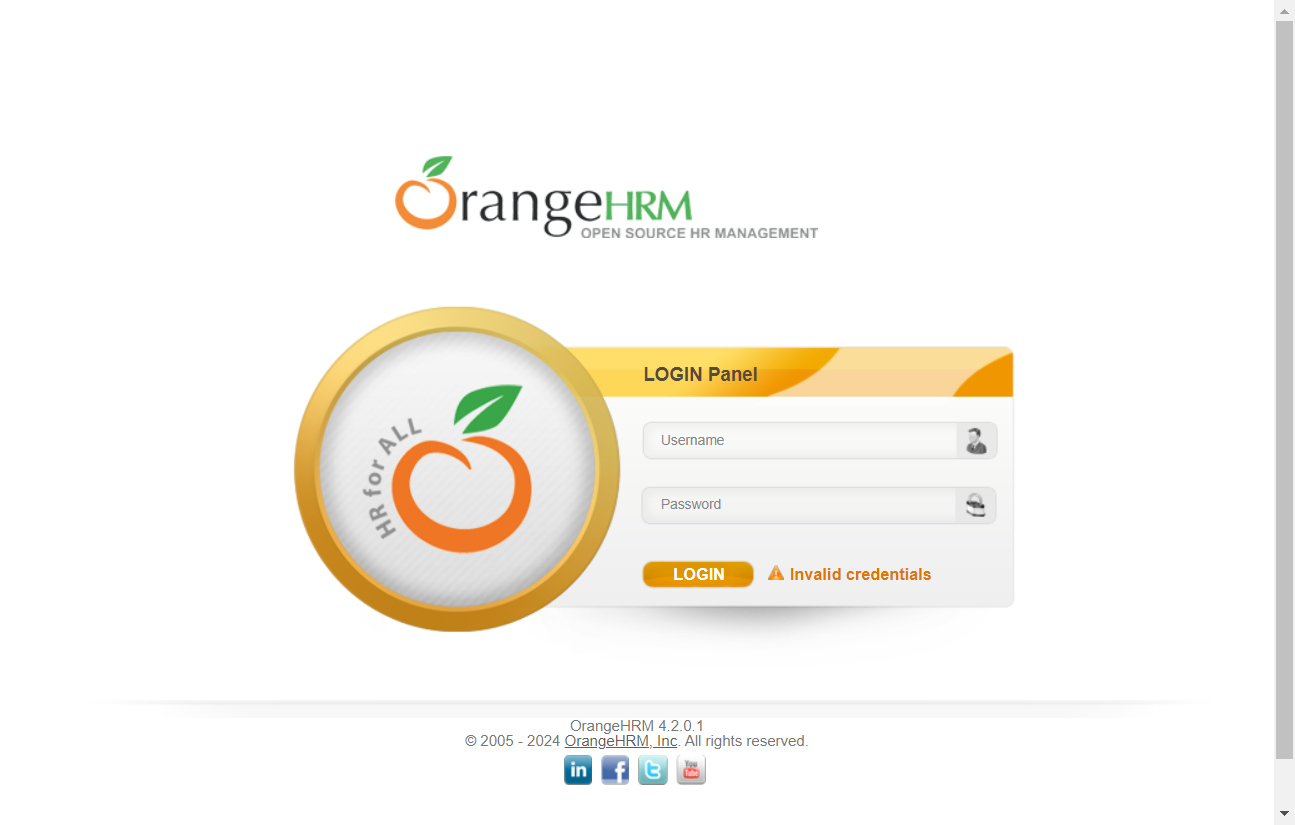 OrangeHRM
OPEN SOURCE HR MANAGEMENT
HR for ALL
LOGIN Panel
Username
Password
LOGIN
Invalid credentials
OrangeHRM 4.2.0.1
© 2005 - 2024 OrangeHRM, Inc. All rights reserved.
in f t You Tube